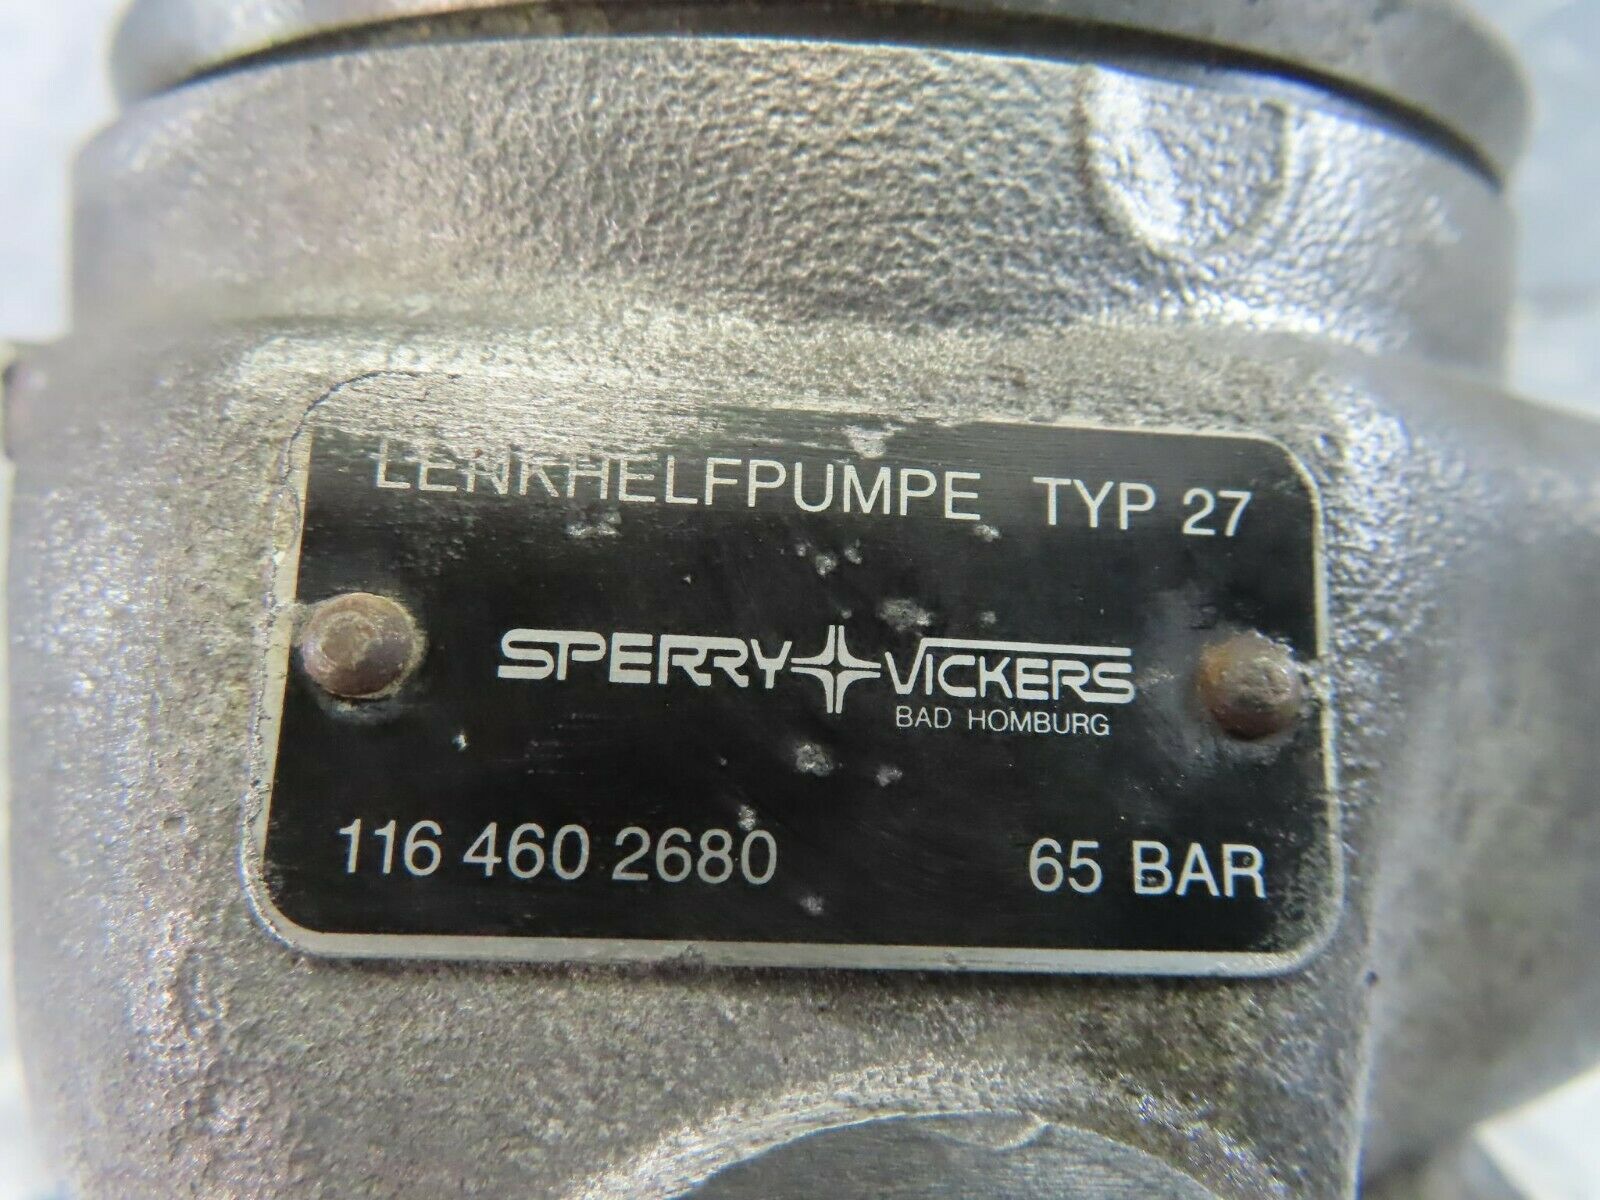 LENKHELFPUMPE TYP 27
SPERRY VICKERS
BAD HOMBURG
116 460 2680 65 BAR